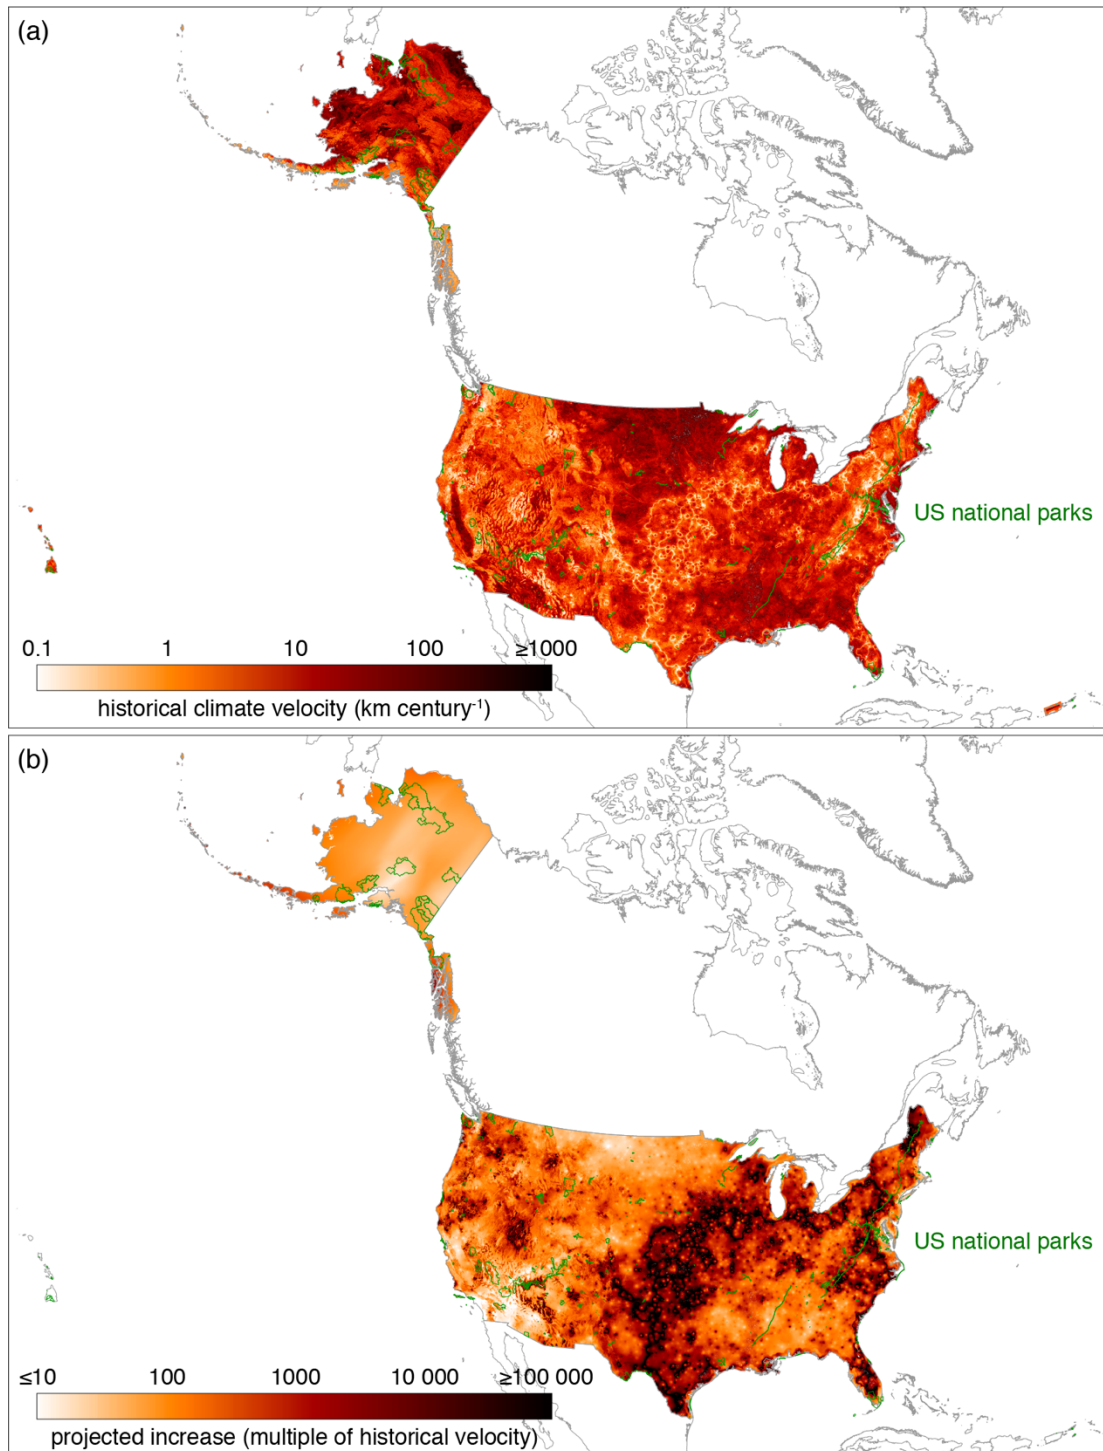 (a)
US national parks
0.1 1 10 100 ≥1000
historical climate velocity (km century⁻¹)
(b)
US national parks
≤10 100 1000 10 000 ≥100 000
projected increase (multiple of historical velocity)